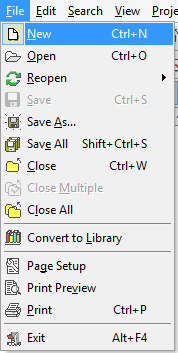 File Edit Search View Proje
New Ctrl+N
Open Ctrl+O
Reopen
Save Ctrl+S
Save As...
Save All Shift+Ctrl+S
Close Ctrl+W
Close Multiple
Close All
Convert to Library
Page Setup
Print Preview
Print Ctrl+P
Exit Alt+F4